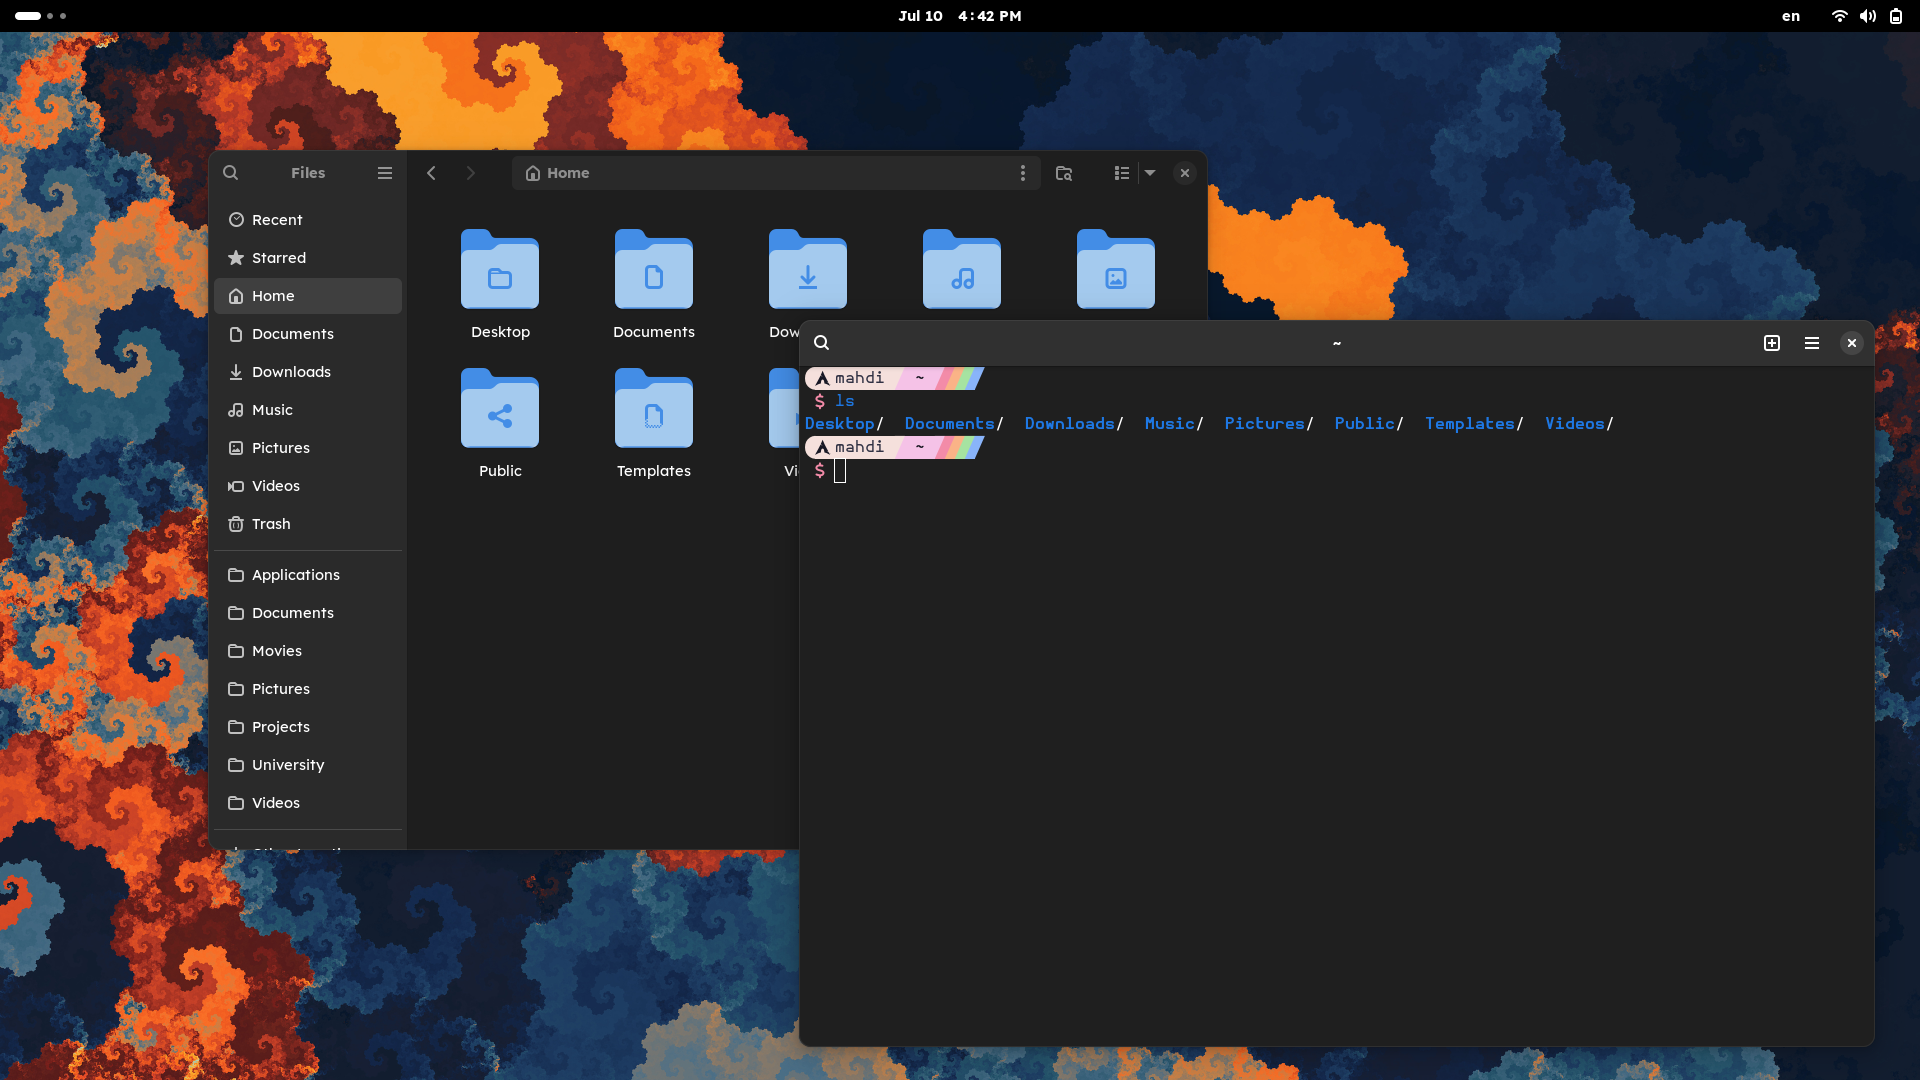 Jul 10 4:42 PM
en
Files
Home
Recent
Starred
Home
Documents
Downloads
Music
Pictures
Videos
Trash
Applications
Documents
Movies
Pictures
Projects
University
Videos
Desktop
Documents
Public
Templates
~
mahdi ~
$ ls
Desktop/ Documents/ Downloads/ Music/ Pictures/ Public/ Templates/ Videos/
mahdi ~
$